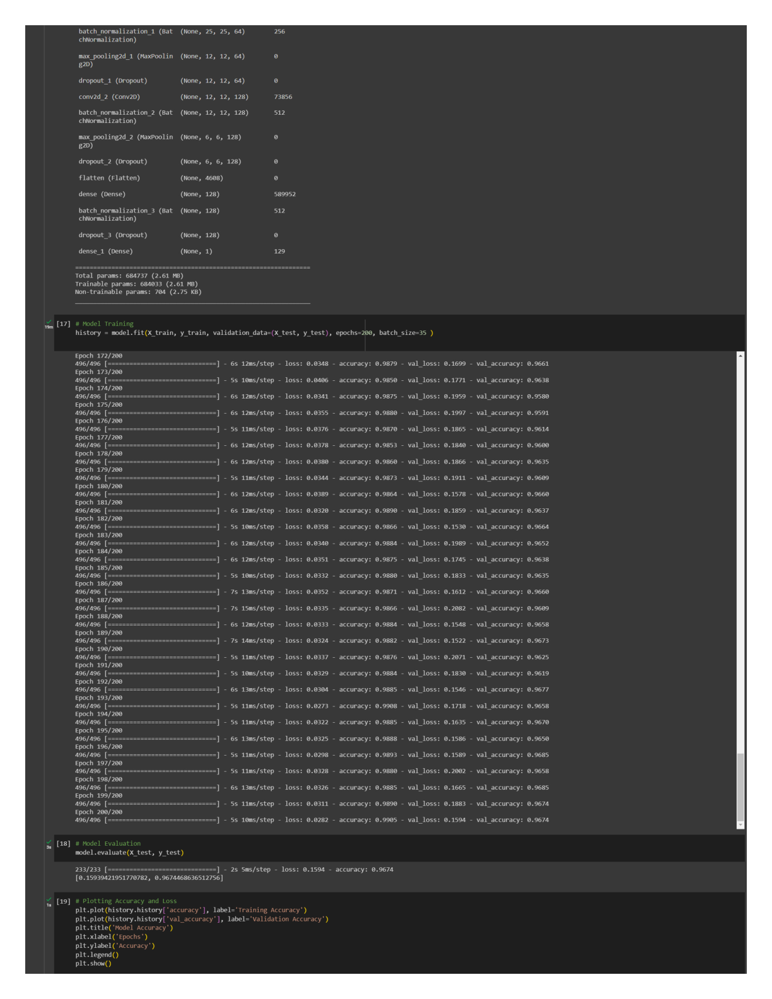 batch_normalization_1 (Bat (None, 25, 25, 64) 256
chNormalization)
max_pooling2d_1 (MaxPoolin (None, 12, 12, 64) 0
g2D)
dropout_1 (Dropout) (None, 12, 12, 64) 0
conv2d_2 (Conv2D) (None, 12, 12, 128) 73856
batch_normalization_2 (Bat (None, 12, 12, 128) 512
chNormalization)
max_pooling2d_2 (MaxPoolin (None, 6, 6, 128) 0
g2D)
dropout_2 (Dropout) (None, 6, 6, 128) 0
flatten (Flatten) (None, 4608) 0
dense (Dense) (None, 128) 589952
batch_normalization_3 (Bat (None, 128) 512
chNormalization)
dropout_3 (Dropout) (None, 128) 0
dense_1 (Dense) (None, 1) 129
=================================================================
Total params: 684737 (2.61 MB)
Trainable params: 684033 (2.61 MB)
Non-trainable params: 704 (2.75 KB)
_________________________________________________________________
19m [17] # Model Training
history = model.fit(X_train, y_train, validation_data=(X_test, y_test), epochs=200, batch_size=35 )
Epoch 172/200
496/496 [==============================] - 6s 12ms/step - loss: 0.0348 - accuracy: 0.9879 - val_loss: 0.1699 - val_accuracy: 0.9661
Epoch 173/200
496/496 [==============================] - 5s 10ms/step - loss: 0.0406 - accuracy: 0.9850 - val_loss: 0.1771 - val_accuracy: 0.9638
Epoch 174/200
496/496 [==============================] - 6s 12ms/step - loss: 0.0341 - accuracy: 0.9875 - val_loss: 0.1959 - val_accuracy: 0.9580
Epoch 175/200
496/496 [==============================] - 6s 12ms/step - loss: 0.0355 - accuracy: 0.9880 - val_loss: 0.1997 - val_accuracy: 0.9591
Epoch 176/200
496/496 [==============================] - 5s 11ms/step - loss: 0.0376 - accuracy: 0.9870 - val_loss: 0.1865 - val_accuracy: 0.9614
Epoch 177/200
496/496 [==============================] - 6s 12ms/step - loss: 0.0378 - accuracy: 0.9853 - val_loss: 0.1840 - val_accuracy: 0.9600
Epoch 178/200
496/496 [==============================] - 6s 12ms/step - loss: 0.0380 - accuracy: 0.9860 - val_loss: 0.1866 - val_accuracy: 0.9635
Epoch 179/200
496/496 [==============================] - 5s 11ms/step - loss: 0.0344 - accuracy: 0.9873 - val_loss: 0.1911 - val_accuracy: 0.9609
Epoch 180/200
496/496 [==============================] - 6s 12ms/step - loss: 0.0389 - accuracy: 0.9864 - val_loss: 0.1578 - val_accuracy: 0.9660
Epoch 181/200
496/496 [==============================] - 6s 12ms/step - loss: 0.0320 - accuracy: 0.9890 - val_loss: 0.1859 - val_accuracy: 0.9637
Epoch 182/200
496/496 [==============================] - 5s 10ms/step - loss: 0.0358 - accuracy: 0.9866 - val_loss: 0.1530 - val_accuracy: 0.9664
Epoch 183/200
496/496 [==============================] - 6s 12ms/step - loss: 0.0340 - accuracy: 0.9884 - val_loss: 0.1989 - val_accuracy: 0.9652
Epoch 184/200
496/496 [==============================] - 6s 12ms/step - loss: 0.0351 - accuracy: 0.9875 - val_loss: 0.1745 - val_accuracy: 0.9638
Epoch 185/200
496/496 [==============================] - 5s 10ms/step - loss: 0.0332 - accuracy: 0.9880 - val_loss: 0.1833 - val_accuracy: 0.9635
Epoch 186/200
496/496 [==============================] - 7s 13ms/step - loss: 0.0352 - accuracy: 0.9871 - val_loss: 0.1612 - val_accuracy: 0.9660
Epoch 187/200
496/496 [==============================] - 7s 15ms/step - loss: 0.0335 - accuracy: 0.9866 - val_loss: 0.2082 - val_accuracy: 0.9609
Epoch 188/200
496/496 [==============================] - 6s 12ms/step - loss: 0.0333 - accuracy: 0.9884 - val_loss: 0.1548 - val_accuracy: 0.9658
Epoch 189/200
496/496 [==============================] - 7s 14ms/step - loss: 0.0324 - accuracy: 0.9882 - val_loss: 0.1522 - val_accuracy: 0.9673
Epoch 190/200
496/496 [==============================] - 5s 11ms/step - loss: 0.0337 - accuracy: 0.9876 - val_loss: 0.2071 - val_accuracy: 0.9625
Epoch 191/200
496/496 [==============================] - 5s 10ms/step - loss: 0.0329 - accuracy: 0.9884 - val_loss: 0.1830 - val_accuracy: 0.9619
Epoch 192/200
496/496 [==============================] - 6s 13ms/step - loss: 0.0304 - accuracy: 0.9885 - val_loss: 0.1546 - val_accuracy: 0.9677
Epoch 193/200
496/496 [==============================] - 5s 11ms/step - loss: 0.0273 - accuracy: 0.9908 - val_loss: 0.1718 - val_accuracy: 0.9658
Epoch 194/200
496/496 [==============================] - 5s 11ms/step - loss: 0.0322 - accuracy: 0.9885 - val_loss: 0.1635 - val_accuracy: 0.9670
Epoch 195/200
496/496 [==============================] - 6s 13ms/step - loss: 0.0325 - accuracy: 0.9888 - val_loss: 0.1586 - val_accuracy: 0.9650
Epoch 196/200
496/496 [==============================] - 5s 11ms/step - loss: 0.0298 - accuracy: 0.9893 - val_loss: 0.1589 - val_accuracy: 0.9685
Epoch 197/200
496/496 [==============================] - 5s 11ms/step - loss: 0.0328 - accuracy: 0.9880 - val_loss: 0.2002 - val_accuracy: 0.9658
Epoch 198/200
496/496 [==============================] - 6s 13ms/step - loss: 0.0326 - accuracy: 0.9885 - val_loss: 0.1665 - val_accuracy: 0.9685
Epoch 199/200
496/496 [==============================] - 5s 11ms/step - loss: 0.0311 - accuracy: 0.9890 - val_loss: 0.1883 - val_accuracy: 0.9674
Epoch 200/200
496/496 [==============================] - 5s 10ms/step - loss: 0.0282 - accuracy: 0.9905 - val_loss: 0.1594 - val_accuracy: 0.9674
3s [18] # Model Evaluation
model.evaluate(X_test, y_test)
233/233 [==============================] - 2s 5ms/step - loss: 0.1594 - accuracy: 0.9674
[0.15939421951770782, 0.9674468636512756]
1s [19] # Plotting Accuracy and Loss
plt.plot(history.history['accuracy'], label='Training Accuracy')
plt.plot(history.history['val_accuracy'], label='Validation Accuracy')
plt.title('Model Accuracy')
plt.xlabel('Epochs')
plt.ylabel('Accuracy')
plt.legend()
plt.show()